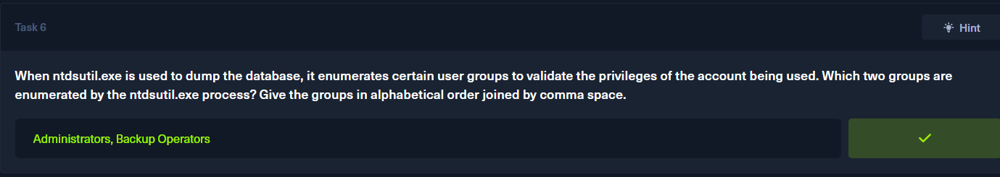 Task 6
Hint
When ntdsutil.exe is used to dump the database, it enumerates certain user groups to validate the privileges of the account being used. Which two groups are
enumerated by the ntdsutil.exe process? Give the groups in alphabetical order joined by comma space.
Administrators, Backup Operators